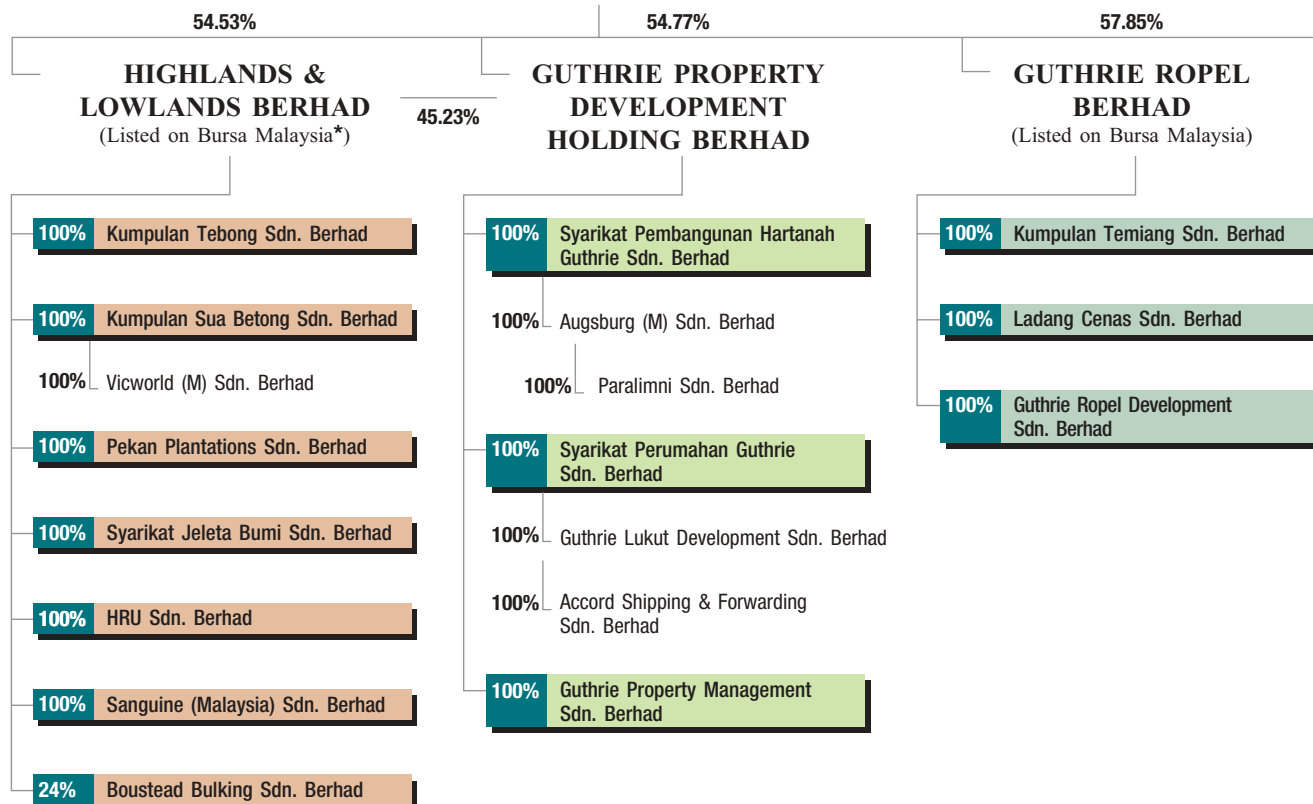 54.53%
54.77%
57.85%
HIGHLANDS &
LOWLANDS BERHAD
(Listed on Bursa Malaysia*)
45.23%
GUTHRIE PROPERTY
DEVELOPMENT
HOLDING BERHAD
GUTHRIE ROPEL
BERHAD
(Listed on Bursa Malaysia)
100% Kumpulan Tebong Sdn. Berhad
100% Kumpulan Sua Betong Sdn. Berhad
100% Vicworld (M) Sdn. Berhad
100% Pekan Plantations Sdn. Berhad
100% Syarikat Jeleta Bumi Sdn. Berhad
100% HRU Sdn. Berhad
100% Sanguine (Malaysia) Sdn. Berhad
24% Boustead Bulking Sdn. Berhad
100% Syarikat Pembangunan Hartanah
Guthrie Sdn. Berhad
100% Augsburg (M) Sdn. Berhad
100% Paralimni Sdn. Berhad
100% Syarikat Perumahan Guthrie
Sdn. Berhad
100% Guthrie Lukut Development Sdn. Berhad
100% Accord Shipping & Forwarding
Sdn. Berhad
100% Guthrie Property Management
Sdn. Berhad
100% Kumpulan Temiang Sdn. Berhad
100% Ladang Cenas Sdn. Berhad
100% Guthrie Ropel Development
Sdn. Berhad